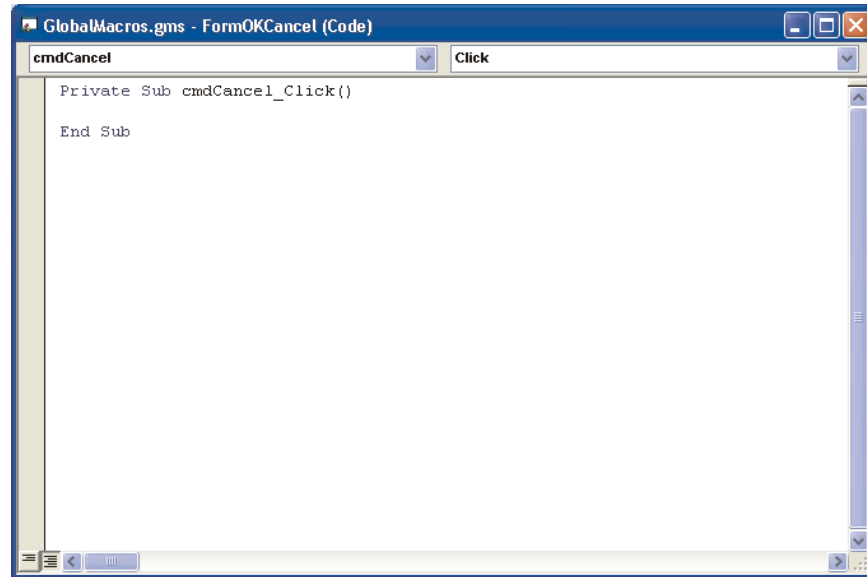 GlobalMacros.gms - FormOKCancel (Code)
cmdCancel Click
Private Sub cmdCancel_Click()
End Sub